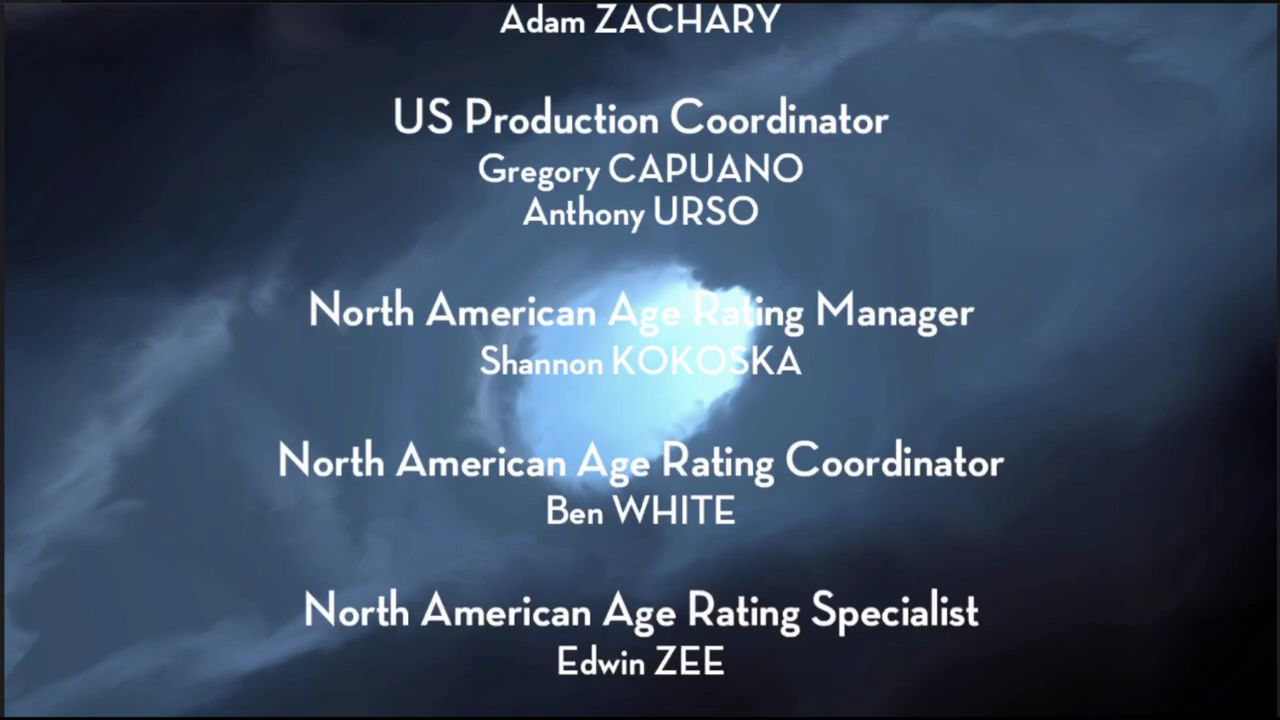 Adam ZACHARY
US Production Coordinator
Gregory CAPUANO
Anthony URSO
North American Age Rating Manager
Shannon KOKOSKA
North American Age Rating Coordinator
Ben WHITE
North American Age Rating Specialist
Edwin ZEE